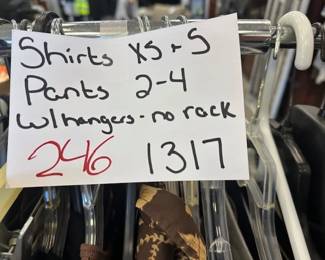 Shirts XS + S
Pants 2-4
w/hangers - no rack
246 1317